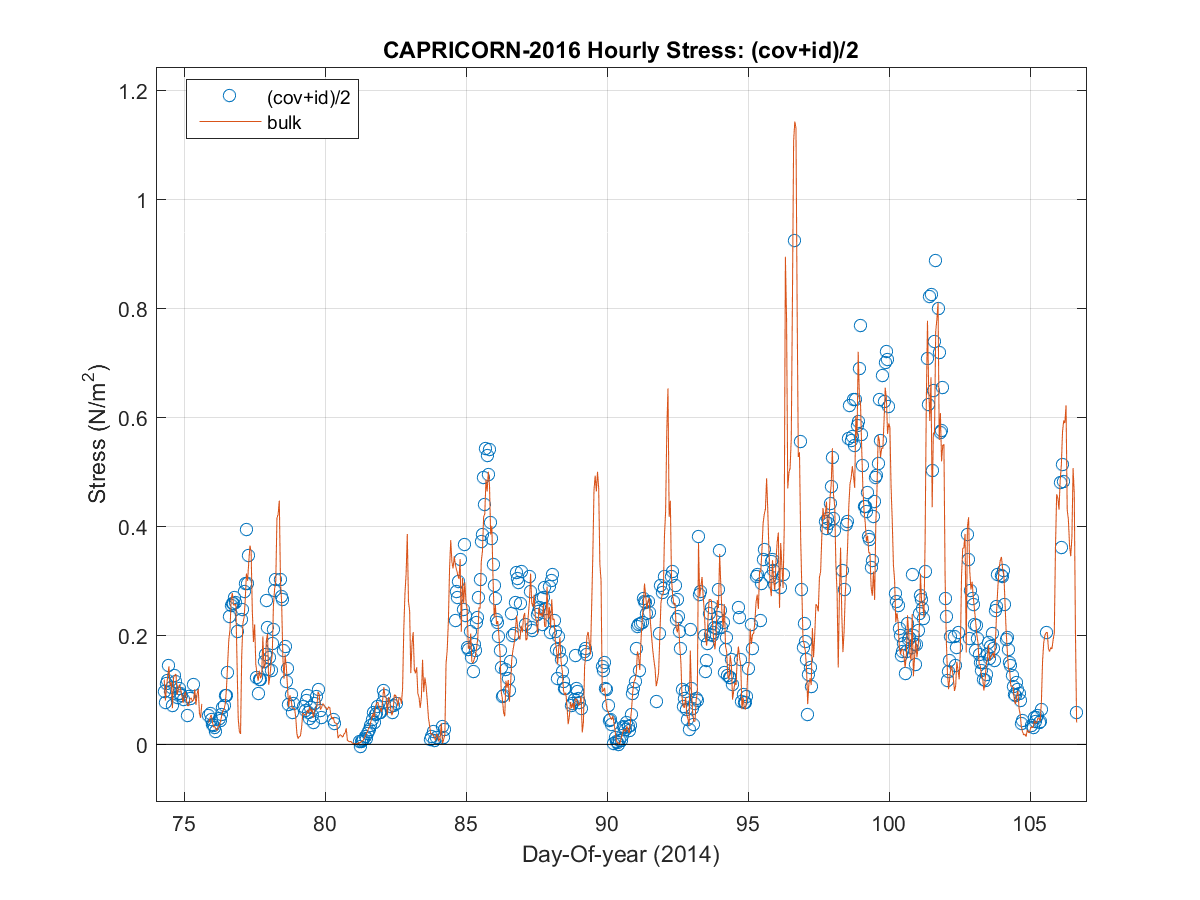 CAPRICORN-2016 Hourly Stress: (cov+id)/2
(cov+id)/2
bulk
1.2
1
0.8
0.6
0.4
0.2
0
Stress (N/m²)
75 80 85 90 95 100 105
Day-Of-year (2014)